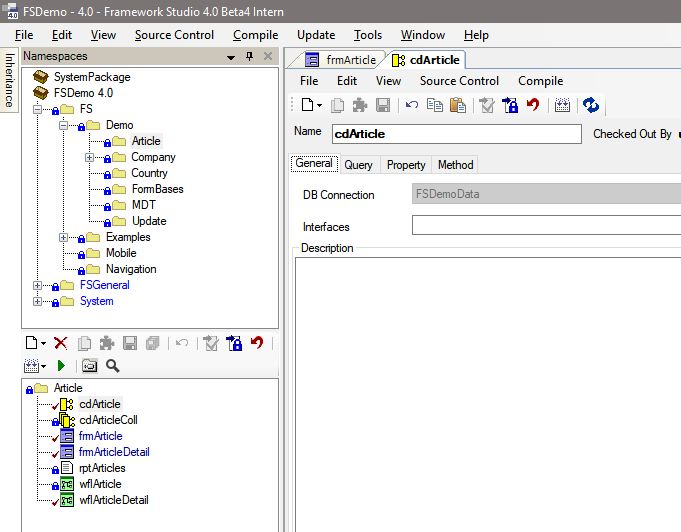 4.0 FSDemo - 4.0 - Framework Studio 4.0 Beta4 Intern
File Edit View Source Control Compile Update Tools Window Help
Inheritance
Namespaces
SystemPackage
FSDemo 4.0
FS
Demo
Article
Company
Country
FormBases
MDT
Update
Examples
Mobile
Navigation
FSGeneral
System
Article
cdArticle
cdArticleColl
frmArticle
frmArticleDetail
rptArticles
wflArticle
wflArticleDetail
frmArticle cdArticle
File Edit View Source Control Compile
Name cdArticle Checked Out By
General Query Property Method
DB Connection FSDemoData
Interfaces
Description